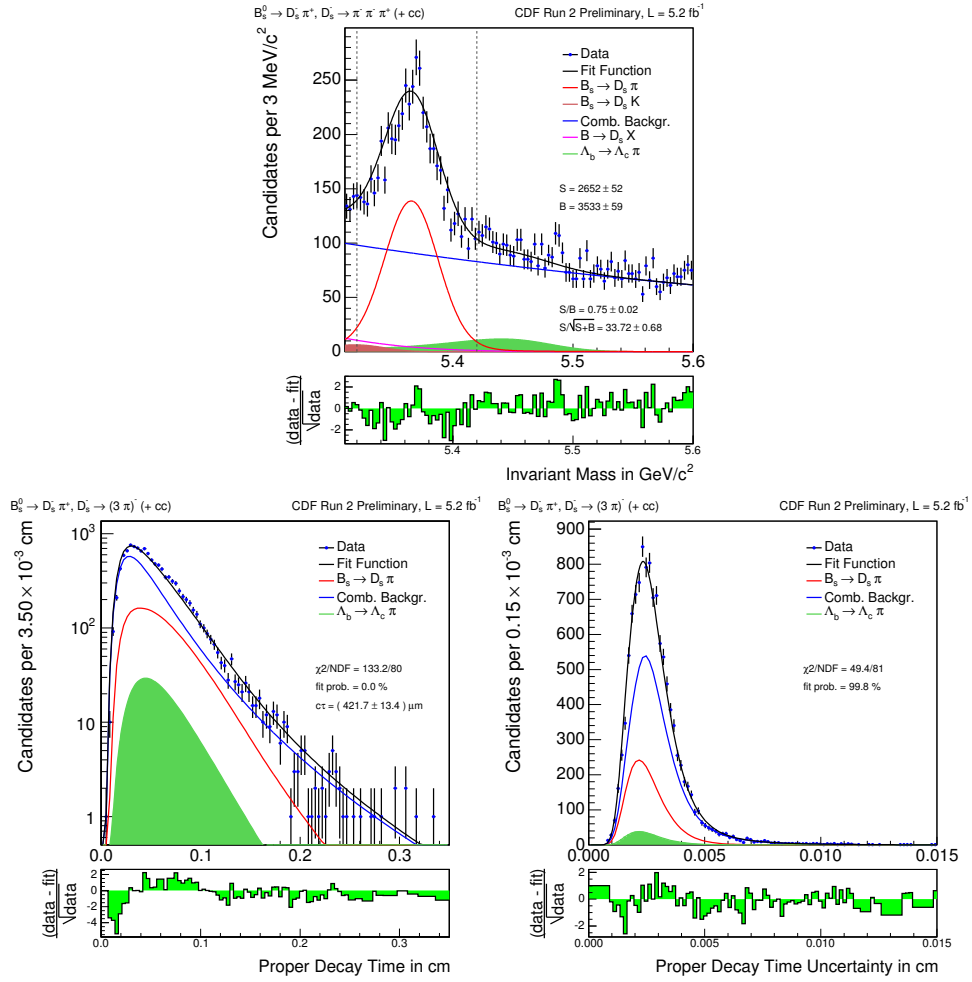 B⁰ₛ → D⁻ₛ π⁺, D⁻ₛ → π⁻ π⁻ π⁺ (+ cc) CDF Run 2 Preliminary, L = 5.2 fb⁻¹
Candidates per 3 MeV/c²
250
200
150
100
50
0
Data
Fit Function
Bₛ → Dₛ π
Bₛ → Dₛ K
Comb. Backgr.
B → Dₛ X
Λ_b → Λ_c π
S = 2652 ± 52
B = 3533 ± 59
S/B = 0.75 ± 0.02
S/√S+B = 33.72 ± 0.68
5.4 5.5 5.6
(data - fit)
√data
2
0
-2
5.4 5.5 5.6
Invariant Mass in GeV/c²
B⁰ₛ → D⁻ₛ π⁺, D⁻ₛ → (3 π)⁻ (+ cc) CDF Run 2 Preliminary, L = 5.2 fb⁻¹
Candidates per 3.50 × 10⁻³ cm
10³
10²
10
1
Data
Fit Function
Bₛ → Dₛ π
Comb. Backgr.
Λ_b → Λ_c π
χ2/NDF = 133.2/80
fit prob. = 0.0 %
cτ = ( 421.7 ± 13.4 ) μm
0.0 0.1 0.2 0.3
(data - fit)
√data
2
0
-2
-4
0.0 0.1 0.2 0.3
Proper Decay Time in cm
B⁰ₛ → D⁻ₛ π⁺, D⁻ₛ → (3 π)⁻ (+ cc) CDF Run 2 Preliminary, L = 5.2 fb⁻¹
Candidates per 0.15 × 10⁻³ cm
900
800
700
600
500
400
300
200
100
0
Data
Fit Function
Bₛ → Dₛ π
Comb. Backgr.
Λ_b → Λ_c π
χ2/NDF = 49.4/81
fit prob. = 99.8 %
0.000 0.005 0.010 0.015
(data - fit)
√data
2
0
-2
0.000 0.005 0.010 0.015
Proper Decay Time Uncertainty in cm